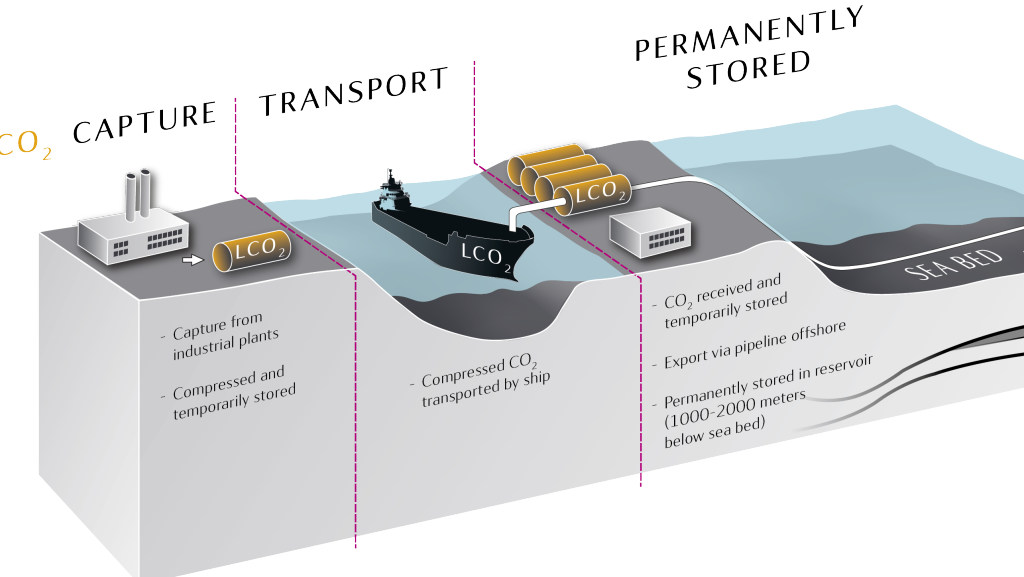 CO₂ CAPTURE
TRANSPORT
PERMANENTLY
STORED
LCO₂
LCO₂
LCO₂
SEA BED
- Capture from
industrial plants
- Compressed and
temporarily stored
- Compressed CO₂
transported by ship
- CO₂ received and
temporarily stored
- Export via pipeline offshore
- Permanently stored in reservoir
(1000-2000 meters
below sea bed)